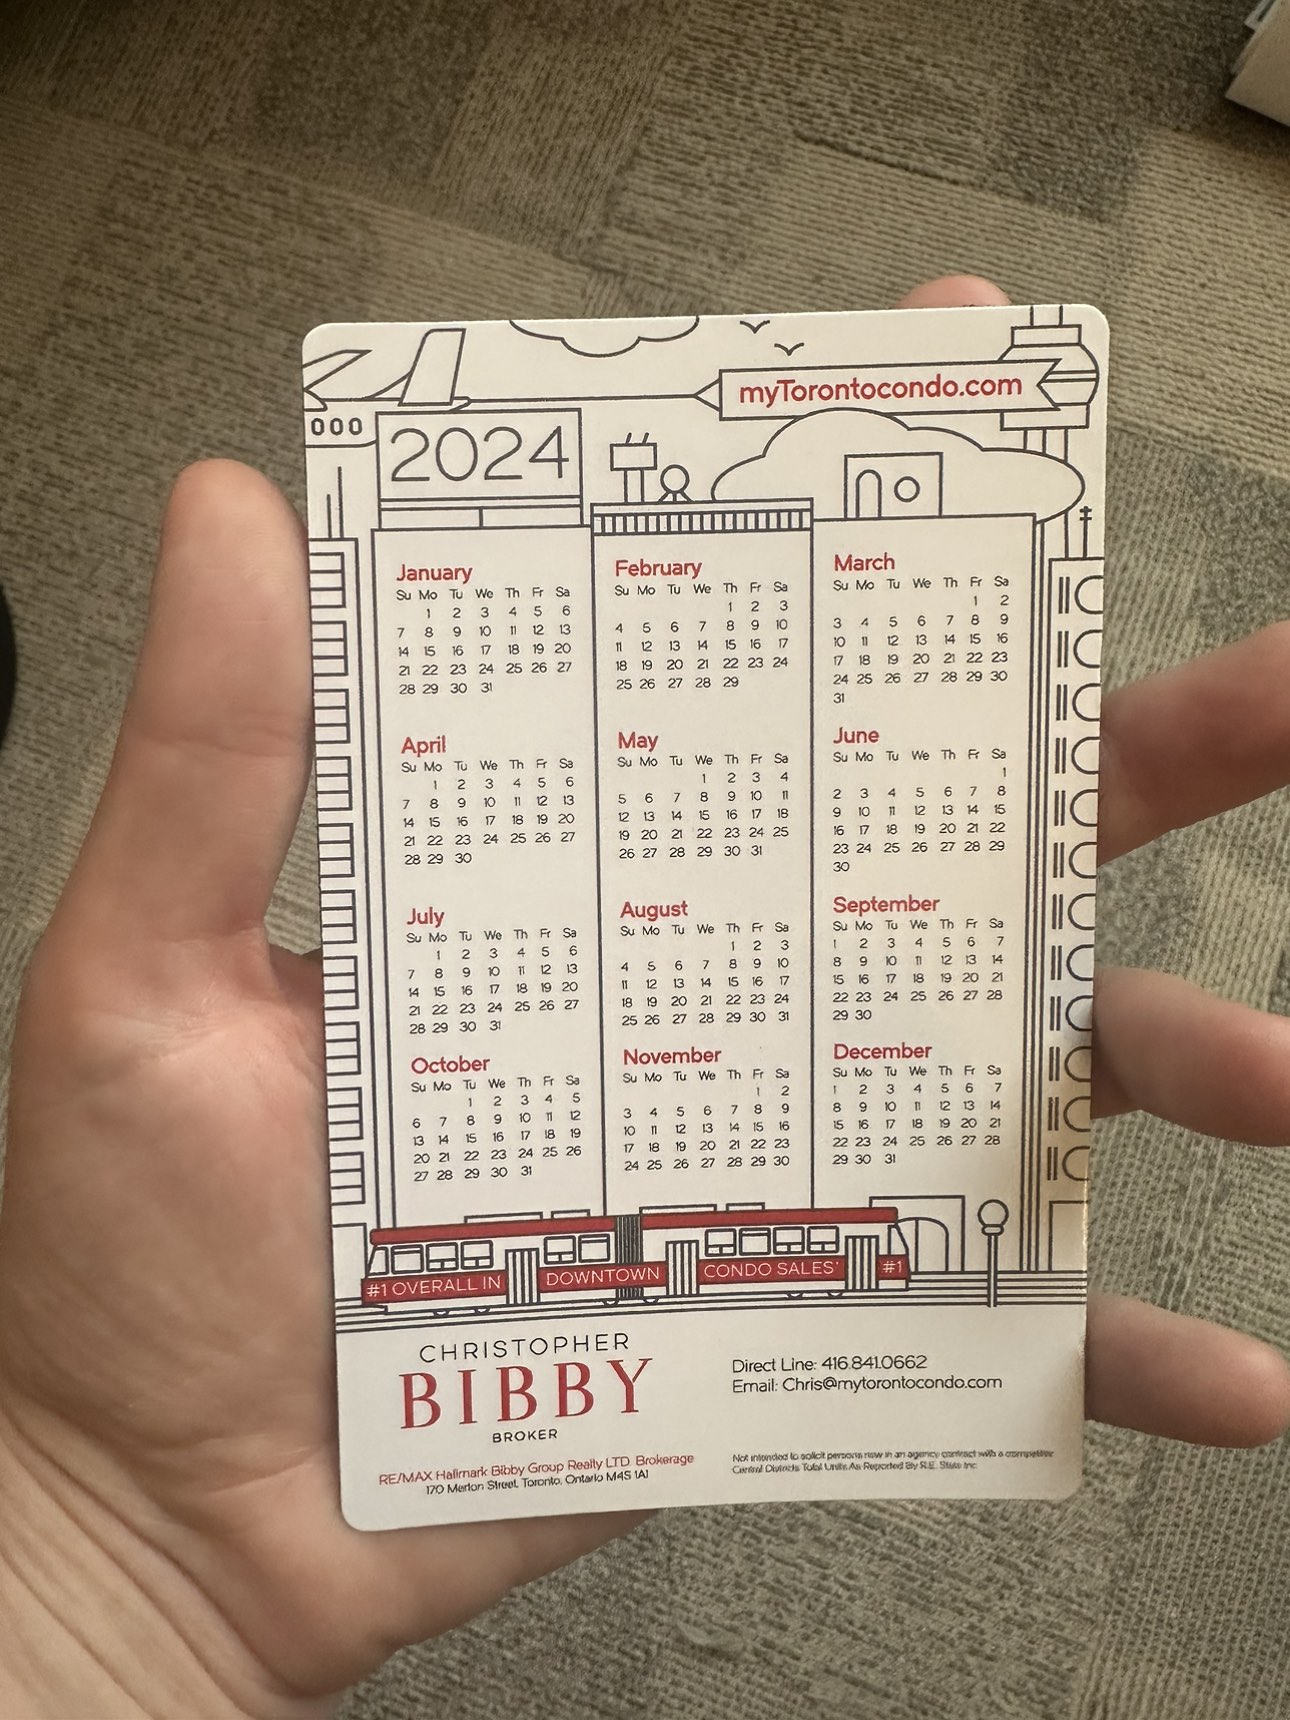 myTorontocondo.com
2024
January
Su Mo Tu We Th Fr Sa
1 2 3 4 5 6
7 8 9 10 11 12 13
14 15 16 17 18 19 20
21 22 23 24 25 26 27
28 29 30 31
February
Su Mo Tu We Th Fr Sa
1 2 3
4 5 6 7 8 9 10
11 12 13 14 15 16 17
18 19 20 21 22 23 24
25 26 27 28 29
March
Su Mo Tu We Th Fr Sa
1 2
3 4 5 6 7 8 9
10 11 12 13 14 15 16
17 18 19 20 21 22 23
24 25 26 27 28 29 30
31
April
Su Mo Tu We Th Fr Sa
1 2 3 4 5 6
7 8 9 10 11 12 13
14 15 16 17 18 19 20
21 22 23 24 25 26 27
28 29 30
May
Su Mo Tu We Th Fr Sa
1 2 3 4
5 6 7 8 9 10 11
12 13 14 15 16 17 18
19 20 21 22 23 24 25
26 27 28 29 30 31
June
Su Mo Tu We Th Fr Sa
1
2 3 4 5 6 7 8
9 10 11 12 13 14 15
16 17 18 19 20 21 22
23 24 25 26 27 28 29
30
July
Su Mo Tu We Th Fr Sa
1 2 3 4 5 6
7 8 9 10 11 12 13
14 15 16 17 18 19 20
21 22 23 24 25 26 27
28 29 30 31
August
Su Mo Tu We Th Fr Sa
1 2 3
4 5 6 7 8 9 10
11 12 13 14 15 16 17
18 19 20 21 22 23 24
25 26 27 28 29 30 31
September
Su Mo Tu We Th Fr Sa
1 2 3 4 5 6 7
8 9 10 11 12 13 14
15 16 17 18 19 20 21
22 23 24 25 26 27 28
29 30
October
Su Mo Tu We Th Fr Sa
1 2 3 4 5
6 7 8 9 10 11 12
13 14 15 16 17 18 19
20 21 22 23 24 25 26
27 28 29 30 31
November
Su Mo Tu We Th Fr Sa
1 2
3 4 5 6 7 8 9
10 11 12 13 14 15 16
17 18 19 20 21 22 23
24 25 26 27 28 29 30
December
Su Mo Tu We Th Fr Sa
1 2 3 4 5 6 7
8 9 10 11 12 13 14
15 16 17 18 19 20 21
22 23 24 25 26 27 28
29 30 31
#1 OVERALL IN DOWNTOWN CONDO SALES* #1
CHRISTOPHER
BIBBY
BROKER
RE/MAX Hallmark Bibby Group Realty LTD Brokerage
170 Merton Street, Toronto, Ontario M4S 1A1
Direct Line: 416.841.0662
Email: Chris@mytorontocondo.com
Not intended to solicit persons now in an agency contract with a competitor
Central Districts Total Units As Reported By R.E. Stats Inc